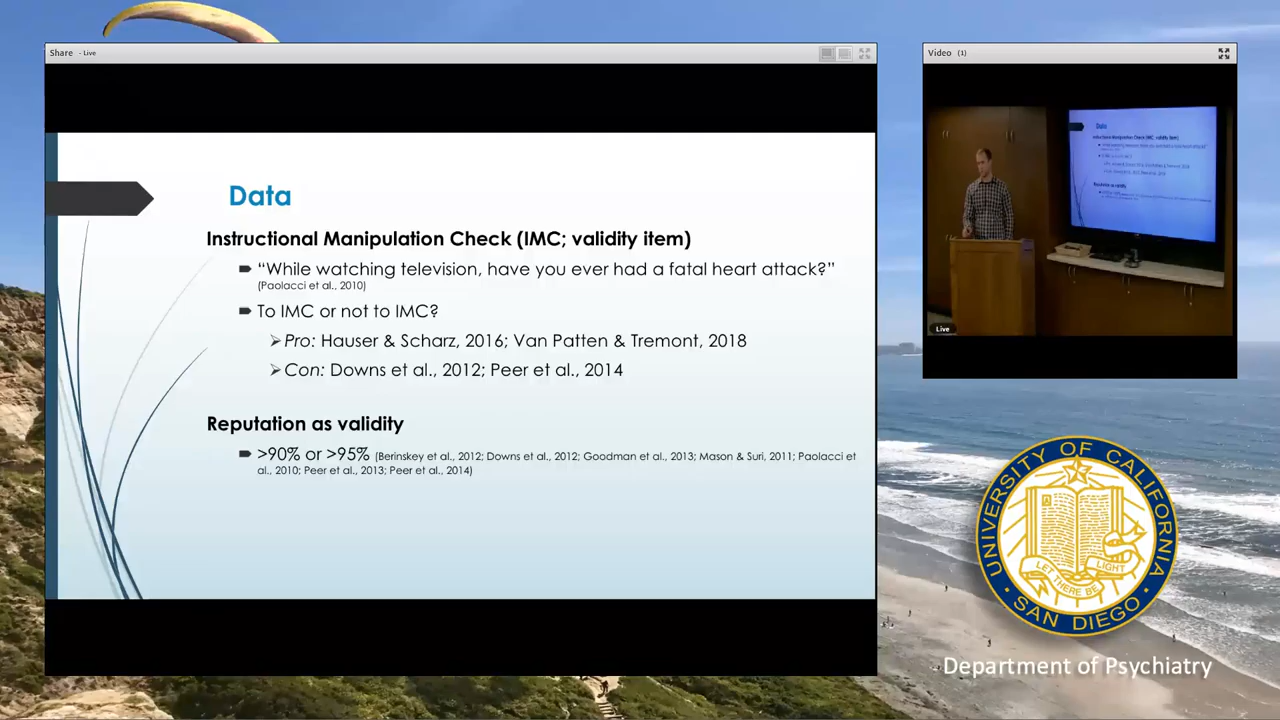 Share - Live
Video (1)
Data
Instructional Manipulation Check (IMC; validity item)
“While watching television, have you ever had a fatal heart attack?”
(Paolacci et al., 2010)
To IMC or not to IMC?
Pro: Hauser & Scharz, 2016; Van Patten & Tremont, 2018
Con: Downs et al., 2012; Peer et al., 2014
Reputation as validity
>90% or >95% (Berinskey et al., 2012; Downs et al., 2012; Goodman et al., 2013; Mason & Suri, 2011; Paolacci et
al., 2010; Peer et al., 2013; Peer et al., 2014)
Data
Live
UNIVERSITY OF CALIFORNIA
LET THERE BE LIGHT
SAN DIEGO
Department of Psychiatry